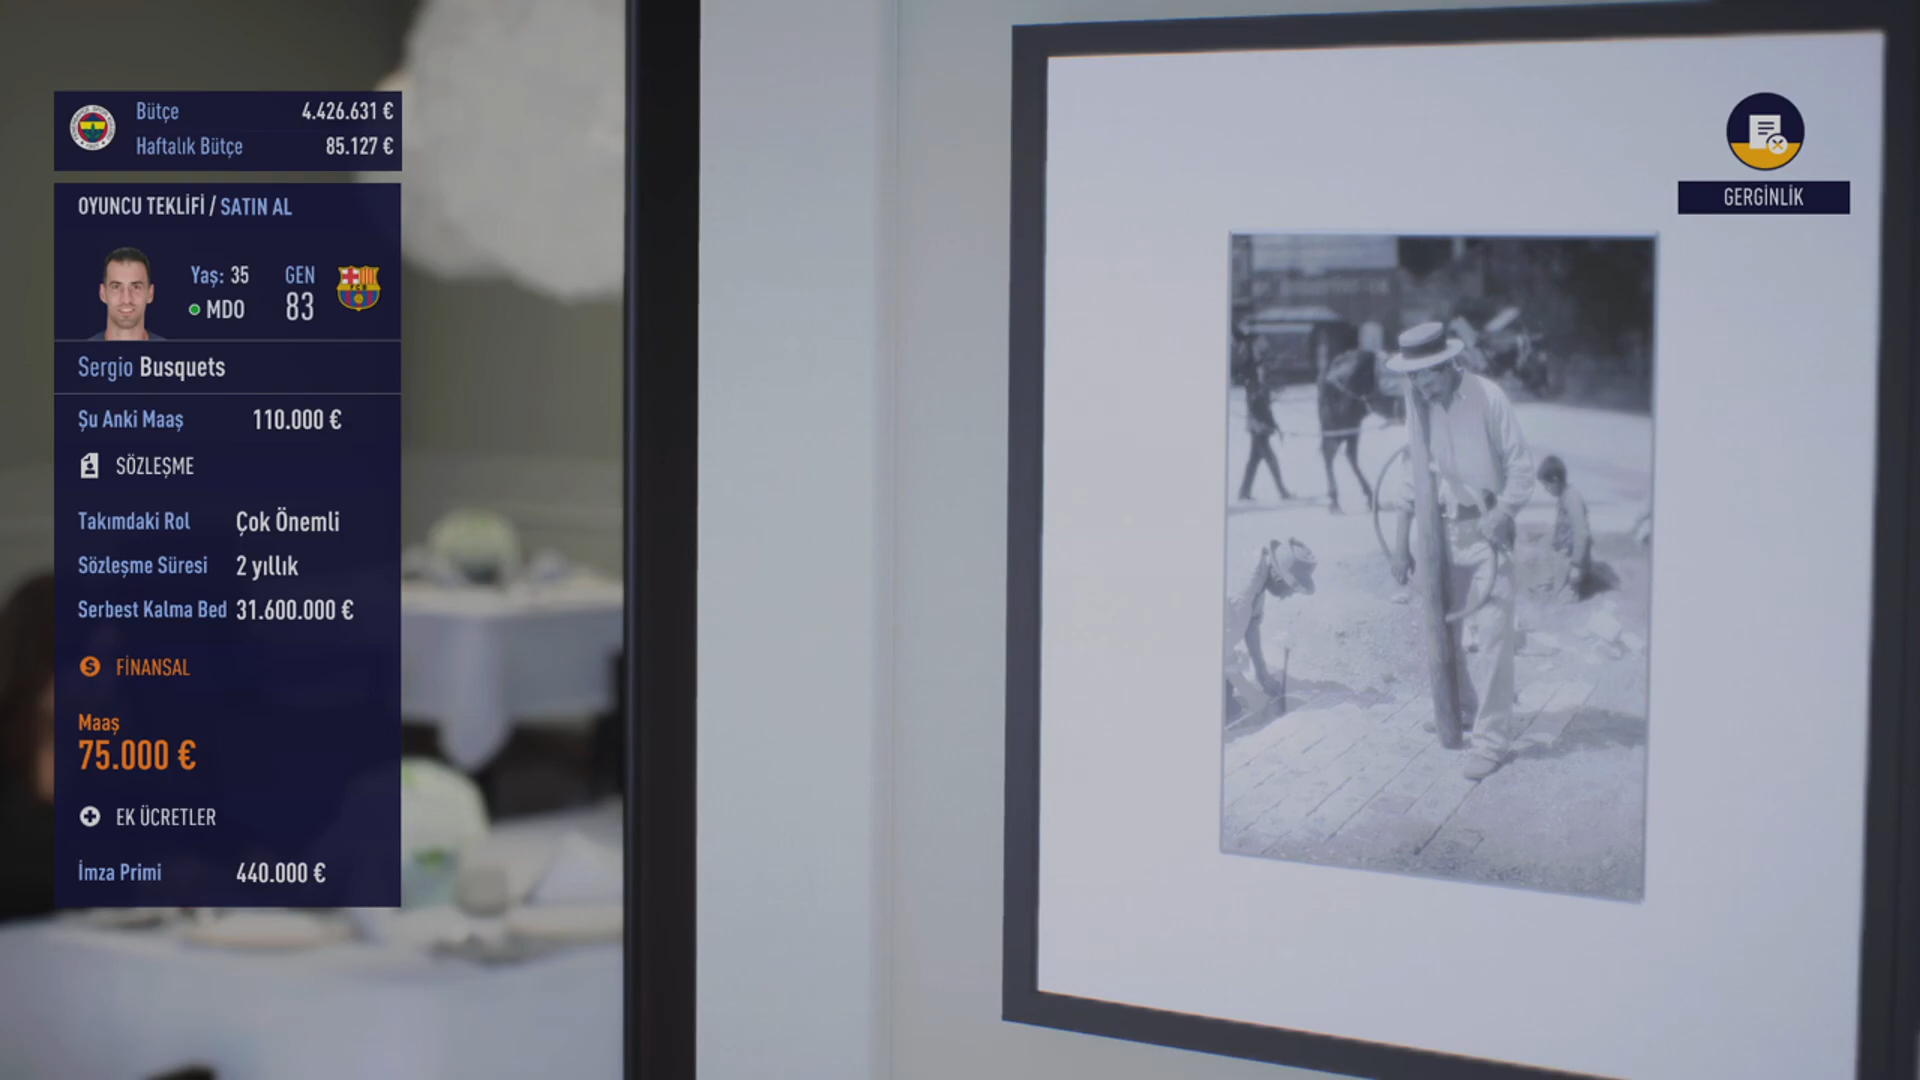 Bütçe 4.426.631 €
Haftalık Bütçe 85.127 €
OYUNCU TEKLİFİ / SATIN AL
Yaş: 35 GEN
MDO 83
Sergio Busquets
Şu Anki Maaş 110.000 €
SÖZLEŞME
Takımdaki Rol Çok Önemli
Sözleşme Süresi 2 yıllık
Serbest Kalma Bed 31.600.000 €
FİNANSAL
Maaş
75.000 €
EK ÜCRETLER
İmza Primi 440.000 €
GERGİNLİK